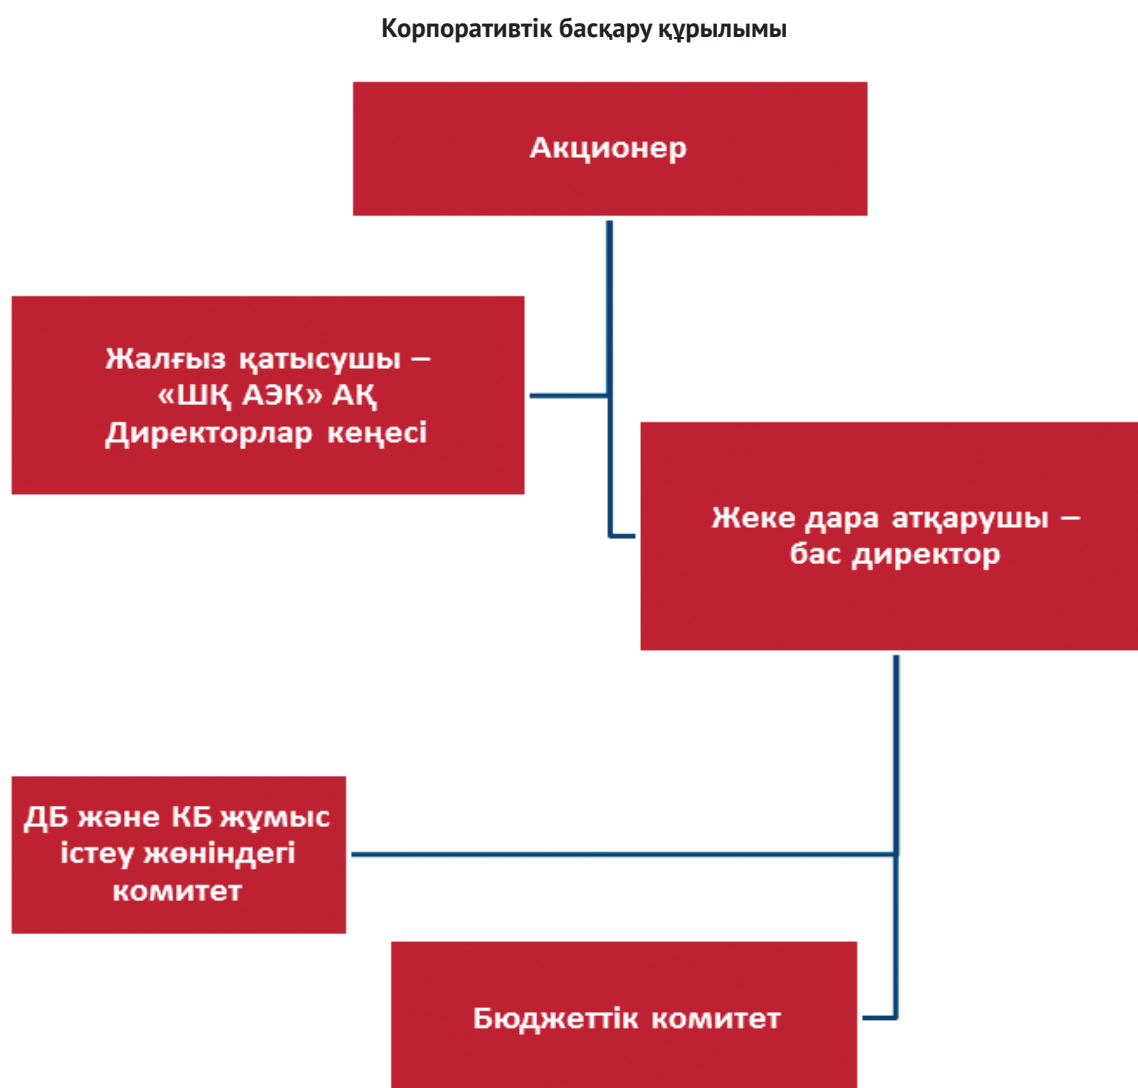 Корпоративтік басқару құрылымы
Акционер
Жалғыз қатысушы –
«ШҚ АЭК» АҚ
Директорлар кеңесі
Жеке дара атқарушы –
бас директор
ДБ және КБ жұмыс
істеу жөніндегі
комитет
Бюджеттік комитет